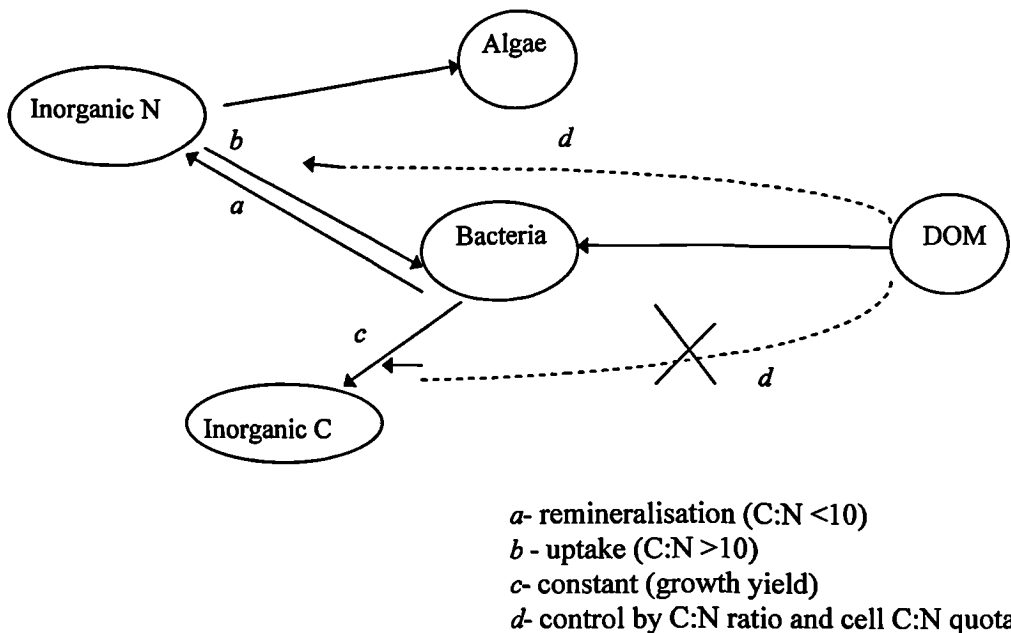 Algae
Inorganic N
b
d
a
Bacteria
DOM
c
d
Inorganic C
a- remineralisation (C:N <10)
b - uptake (C:N >10)
c- constant (growth yield)
d- control by C:N ratio and cell C:N quota